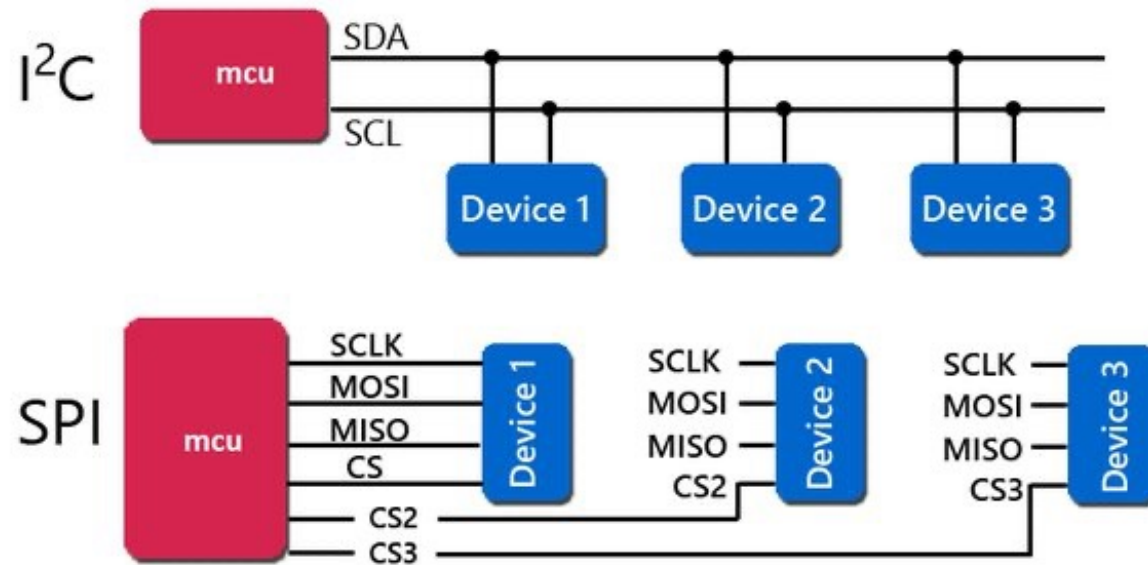 I²C
mcu
SDA
SCL
Device 1
Device 2
Device 3
SPI
mcu
SCLK
MOSI
MISO
CS
CS2
CS3
Device 1
SCLK
MOSI
MISO
CS2
Device 2
SCLK
MOSI
MISO
CS3
Device 3